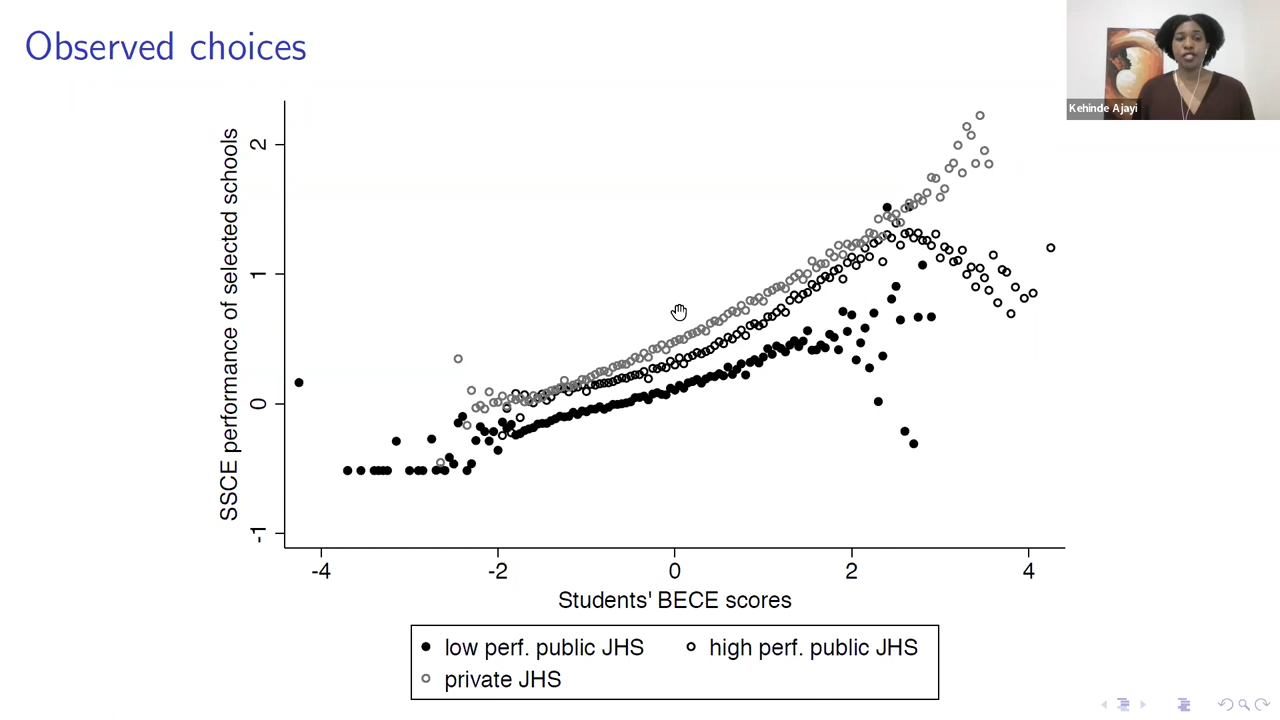 Observed choices
Kehinde Ajayi
SSCE performance of selected schools
2
1
0
-1
-4
-2
0
2
4
Students' BECE scores
low perf. public JHS
high perf. public JHS
private JHS